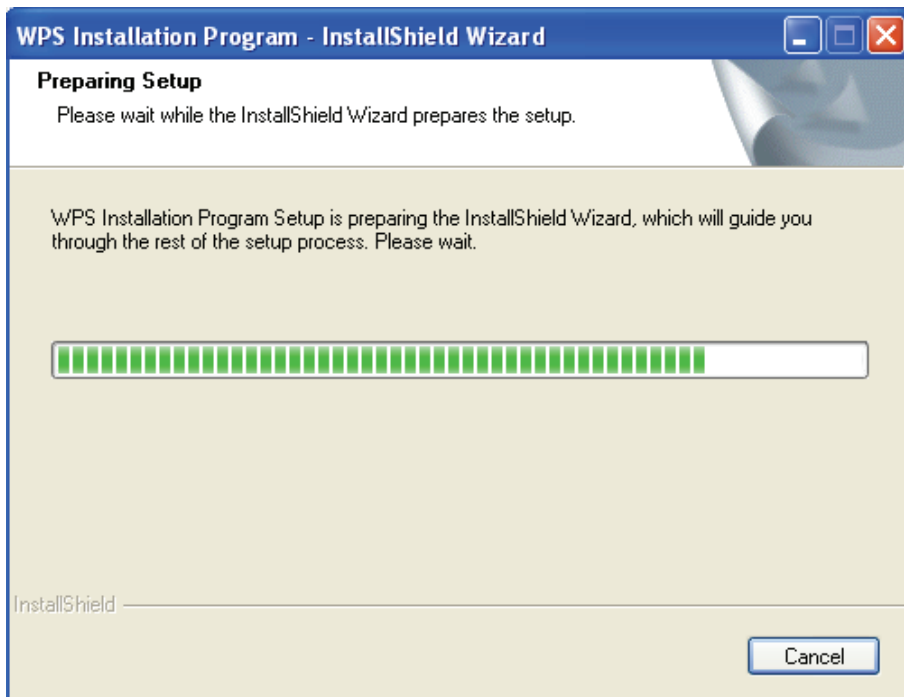 WPS Installation Program - InstallShield Wizard
Preparing Setup
Please wait while the InstallShield Wizard prepares the setup.
WPS Installation Program Setup is preparing the InstallShield Wizard, which will guide you
through the rest of the setup process. Please wait.
InstallShield
Cancel